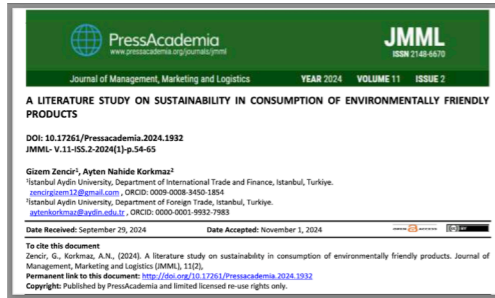 PressAcademia
www.pressacademia.org/journals/jmml
JMML
ISSN 2148-6670
Journal of Management, Marketing and Logistics YEAR 2024 VOLUME 11 ISSUE 2
A LITERATURE STUDY ON SUSTAINABILITY IN CONSUMPTION OF ENVIRONMENTALLY FRIENDLY
PRODUCTS
DOI: 10.17261/Pressacademia.2024.1932
JMML- V.11-ISS.2-2024(1)-p.54-65
Gizem Zencir¹, Ayten Nahide Korkmaz²
¹İstanbul Aydin University, Department of International Trade and Finance, Istanbul, Turkiye.
zencirgizem12@gmail.com , ORCID: 0009-0008-3450-1854
²İstanbul Aydin University, Department of Foreign Trade, Istanbul, Turkiye.
aytenkorkmaz@aydin.edu.tr , ORCID: 0000-0001-9932-7983
Date Received: September 29, 2024 Date Accepted: November 1, 2024
To cite this document
Zencir, G., Korkmaz, A.N., (2024). A literature study on sustainability in consumption of environmentally friendly products. Journal of
Management, Marketing and Logistics (JMML), 11(2),
Permanent link to this document: http://doi.org/10.17261/Pressacademia.2024.1932
Copyright: Published by PressAcademia and limited licensed re-use rights only.